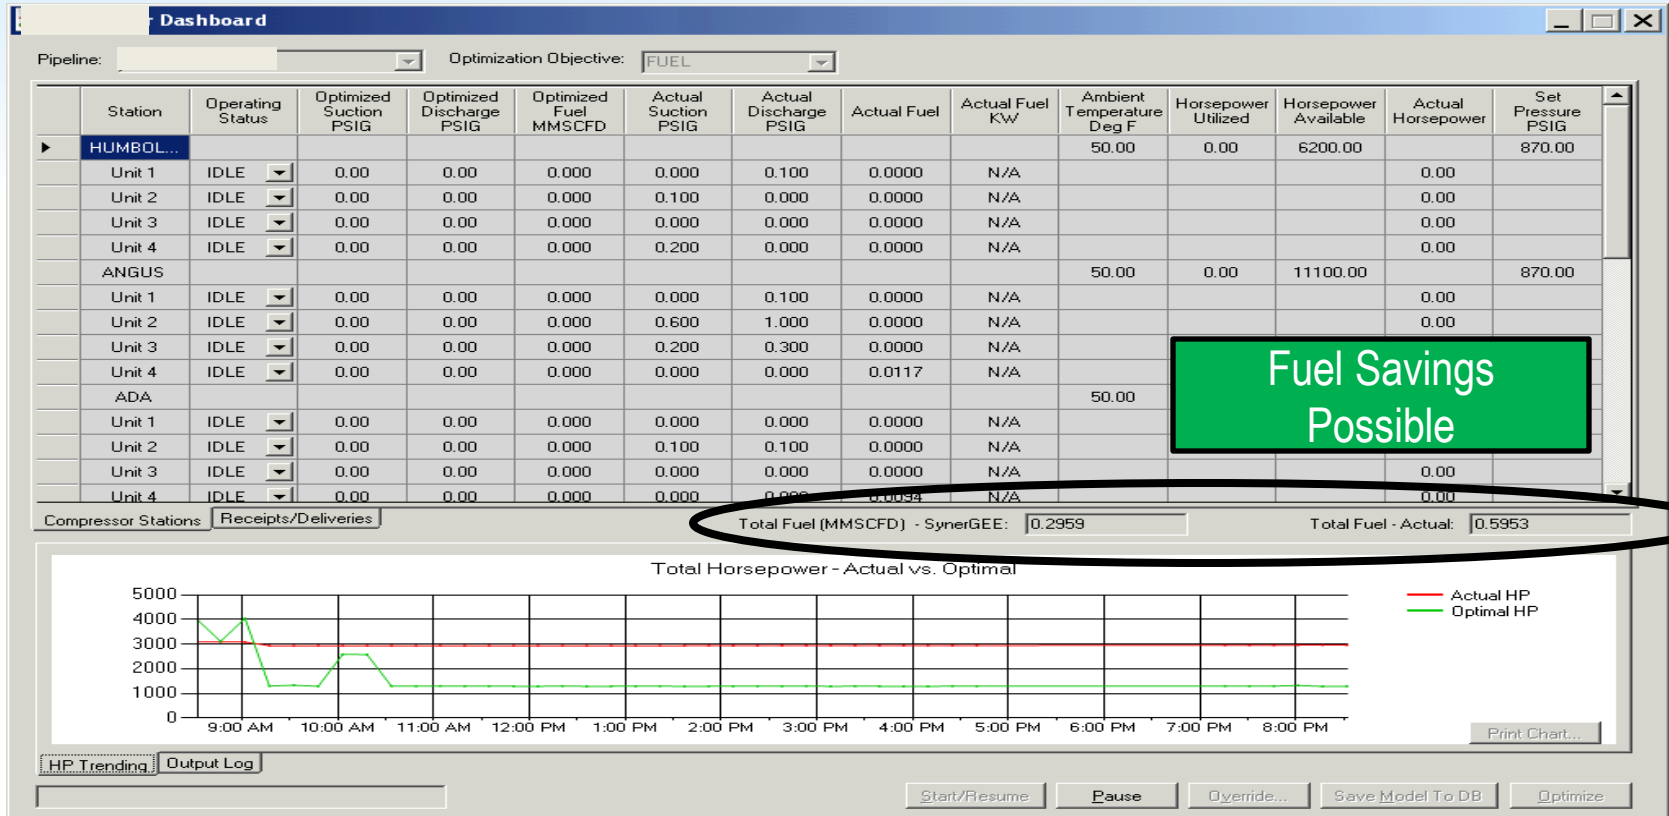 r Dashboard
Pipeline: Optimization Objective: FUEL
Station Operating Status Optimized Suction PSIG Optimized Discharge PSIG Optimized Fuel MMSCFD Actual Suction PSIG Actual Discharge PSIG Actual Fuel Actual Fuel KW Ambient Temperature Deg F Horsepower Utilized Horsepower Available Actual Horsepower Set Pressure PSIG
HUMBOL... 50.00 0.00 6200.00 870.00
Unit 1 IDLE 0.00 0.00 0.000 0.000 0.100 0.0000 N/A 0.00
Unit 2 IDLE 0.00 0.00 0.000 0.100 0.000 0.0000 N/A 0.00
Unit 3 IDLE 0.00 0.00 0.000 0.000 0.000 0.0000 N/A 0.00
Unit 4 IDLE 0.00 0.00 0.000 0.200 0.000 0.0000 N/A 0.00
ANGUS 50.00 0.00 11100.00 870.00
Unit 1 IDLE 0.00 0.00 0.000 0.000 0.100 0.0000 N/A 0.00
Unit 2 IDLE 0.00 0.00 0.000 0.600 1.000 0.0000 N/A 0.00
Unit 3 IDLE 0.00 0.00 0.000 0.200 0.300 0.0000 N/A
Unit 4 IDLE 0.00 0.00 0.000 0.000 0.000 0.0117 N/A
ADA 50.00
Unit 1 IDLE 0.00 0.00 0.000 0.000 0.000 0.0000 N/A
Unit 2 IDLE 0.00 0.00 0.000 0.100 0.100 0.0000 N/A
Unit 3 IDLE 0.00 0.00 0.000 0.000 0.000 0.0000 N/A 0.00
Unit 4 IDLE 0.00 0.00 0.000 0.000 0.000 0.0094 N/A 0.00
Fuel Savings
Possible
Compressor Stations Receipts/Deliveries Total Fuel (MMSCFD) - SynerGEE: 0.2959 Total Fuel - Actual: 0.5953
Total Horsepower - Actual vs. Optimal
5000
4000
3000
2000
1000
0
9:00 AM 10:00 AM 11:00 AM 12:00 PM 1:00 PM 2:00 PM 3:00 PM 4:00 PM 5:00 PM 6:00 PM 7:00 PM 8:00 PM
Actual HP
Optimal HP
Print Chart...
HP Trending Output Log
Start/Resume Pause Override... Save Model To DB Optimize